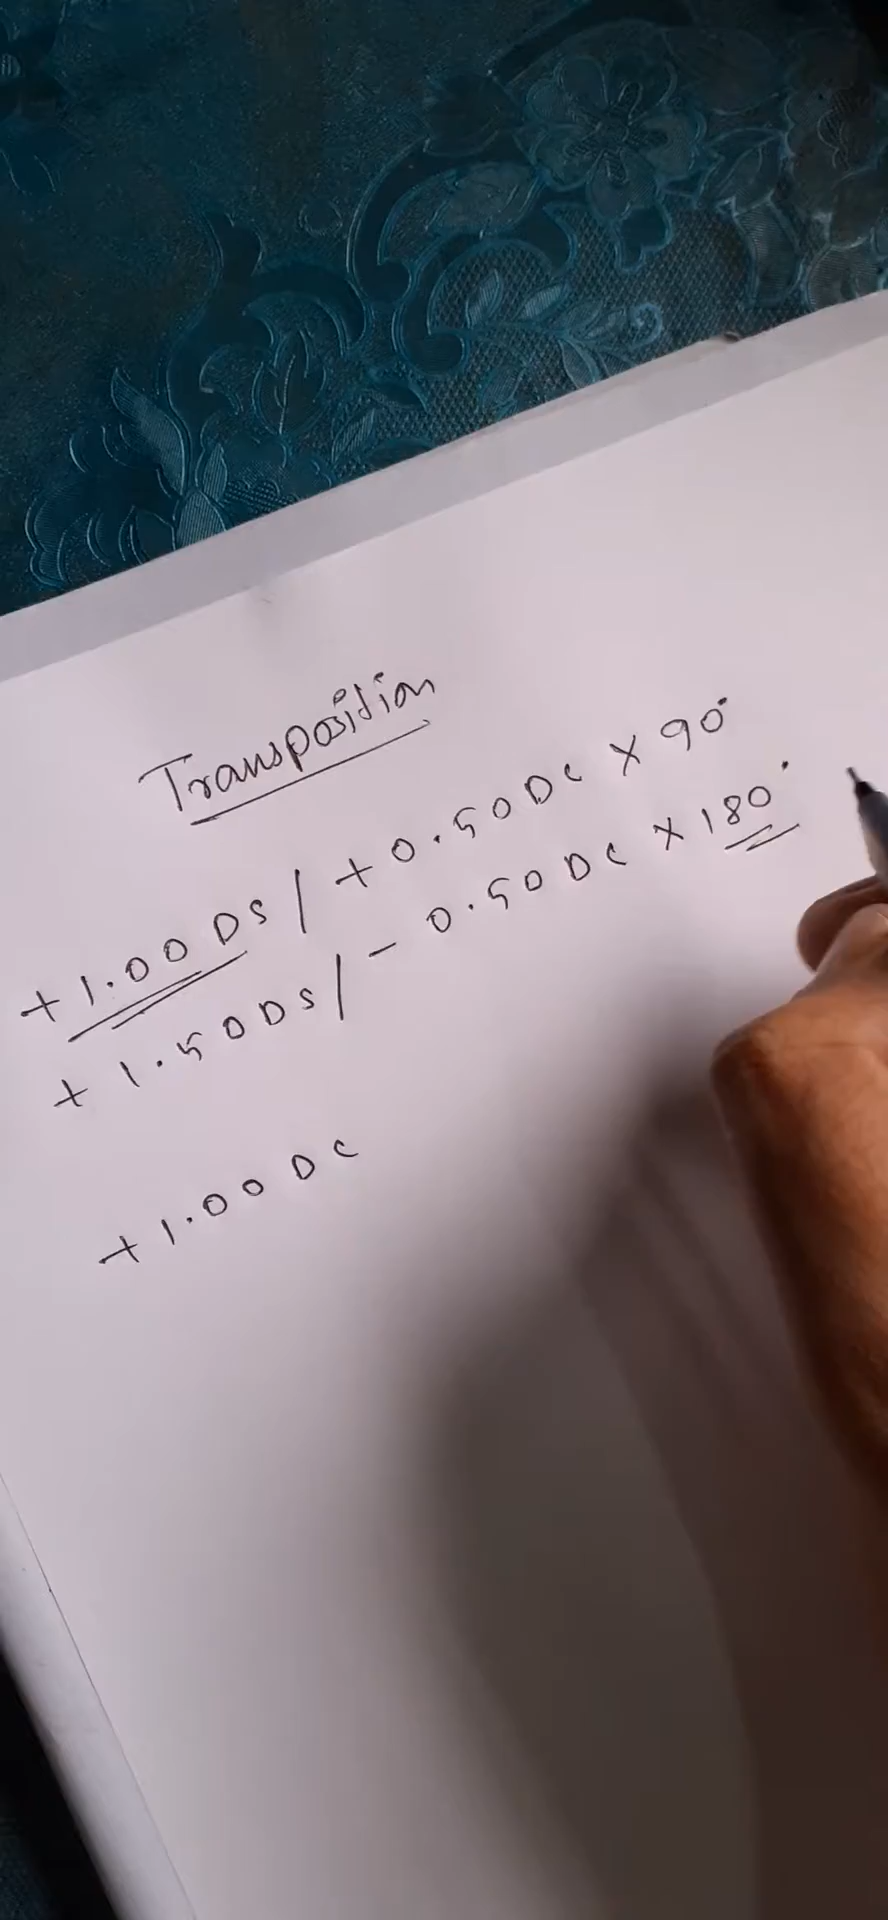 Transposition
+1.00 DS / +0.50 DC X 90°
+1.50 DS / -0.50 DC X 180°
+1.00 DC